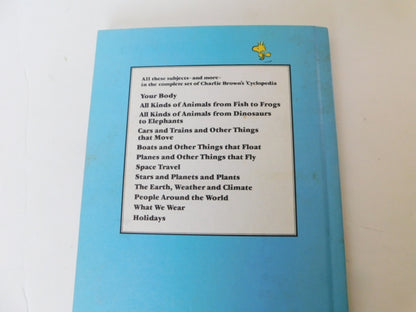 All these subjects-and more-
in the complete set of Charlie Brown's 'Cyclopedia
Your Body
All Kinds of Animals from Fish to Frogs
All Kinds of Animals from Dinosaurs
to Elephants
Cars and Trains and Other Things
that Move
Boats and Other Things that Float
Planes and Other Things that Fly
Space Travel
Stars and Planets and Plants
The Earth, Weather and Climate
People Around the World
What We Wear
Holidays